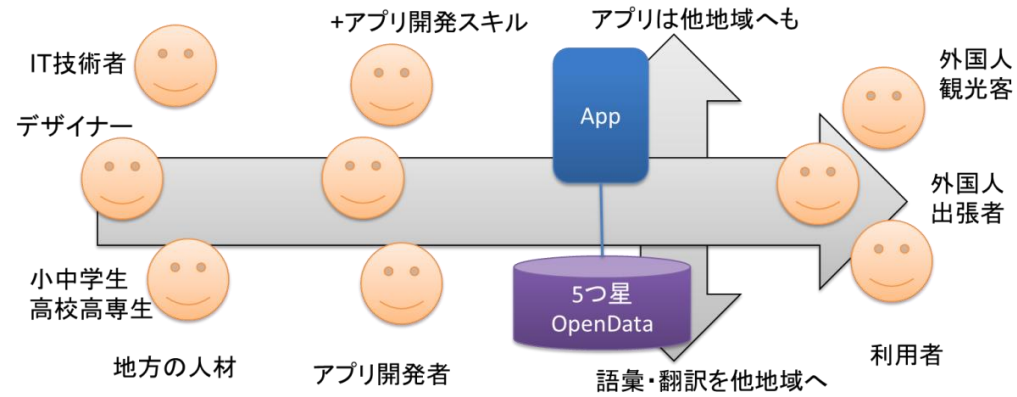 +アプリ開発スキル
アプリは他地域へも
IT技術者
外国人
観光客
App
デザイナー
外国人
出張者
小中学生
高校高専生
5つ星
OpenData
地方の人材
アプリ開発者
語彙・翻訳を他地域へ
利用者